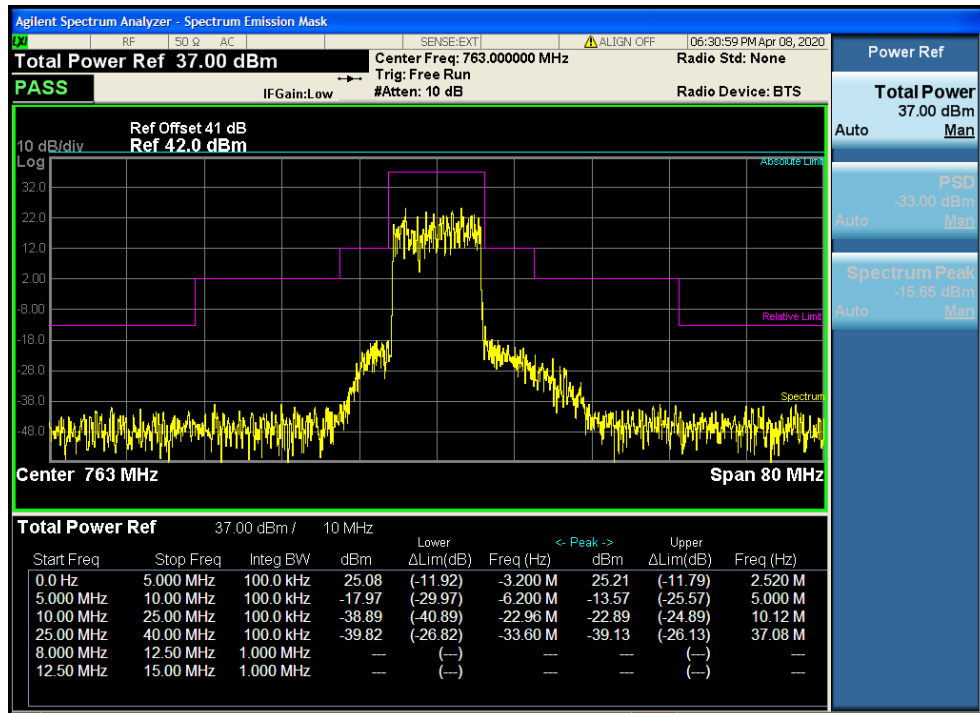 Agilent Spectrum Analyzer - Spectrum Emission Mask
LXI RF 50 Ω AC SENSE:EXT ALIGN OFF 06:30:59 PM Apr 08, 2020
Total Power Ref 37.00 dBm
Center Freq: 763.000000 MHz
Radio Std: None
Trig: Free Run
PASS
IFGain:Low
#Atten: 10 dB
Radio Device: BTS
Ref Offset 41 dB
10 dB/div Ref 42.0 dBm
Log
Absolute Limit
32.0
22.0
12.0
2.00
-8.00
Relative Limit
-18.0
-28.0
-38.0
Spectrum
-48.0
Center 763 MHz Span 80 MHz
Total Power Ref 37.00 dBm / 10 MHz
Lower <- Peak -> Upper
Start Freq Stop Freq Integ BW dBm ΔLim(dB) Freq (Hz) dBm ΔLim(dB) Freq (Hz)
0.0 Hz 5.000 MHz 100.0 kHz 25.08 (-11.92) -3.200 M 25.21 (-11.79) 2.520 M
5.000 MHz 10.00 MHz 100.0 kHz -17.97 (-29.97) -6.200 M -13.57 (-25.57) 5.000 M
10.00 MHz 25.00 MHz 100.0 kHz -38.89 (-40.89) -22.96 M -22.89 (-24.89) 10.12 M
25.00 MHz 40.00 MHz 100.0 kHz -39.82 (-26.82) -33.60 M -39.13 (-26.13) 37.08 M
8.000 MHz 12.50 MHz 1.000 MHz --- (---) --- --- (---) ---
12.50 MHz 15.00 MHz 1.000 MHz --- (---) --- --- (---) ---
Power Ref
Total Power
37.00 dBm
Auto Man
PSD
-33.00 dBm
Auto Man
Spectrum Peak
-15.65 dBm
Auto Man